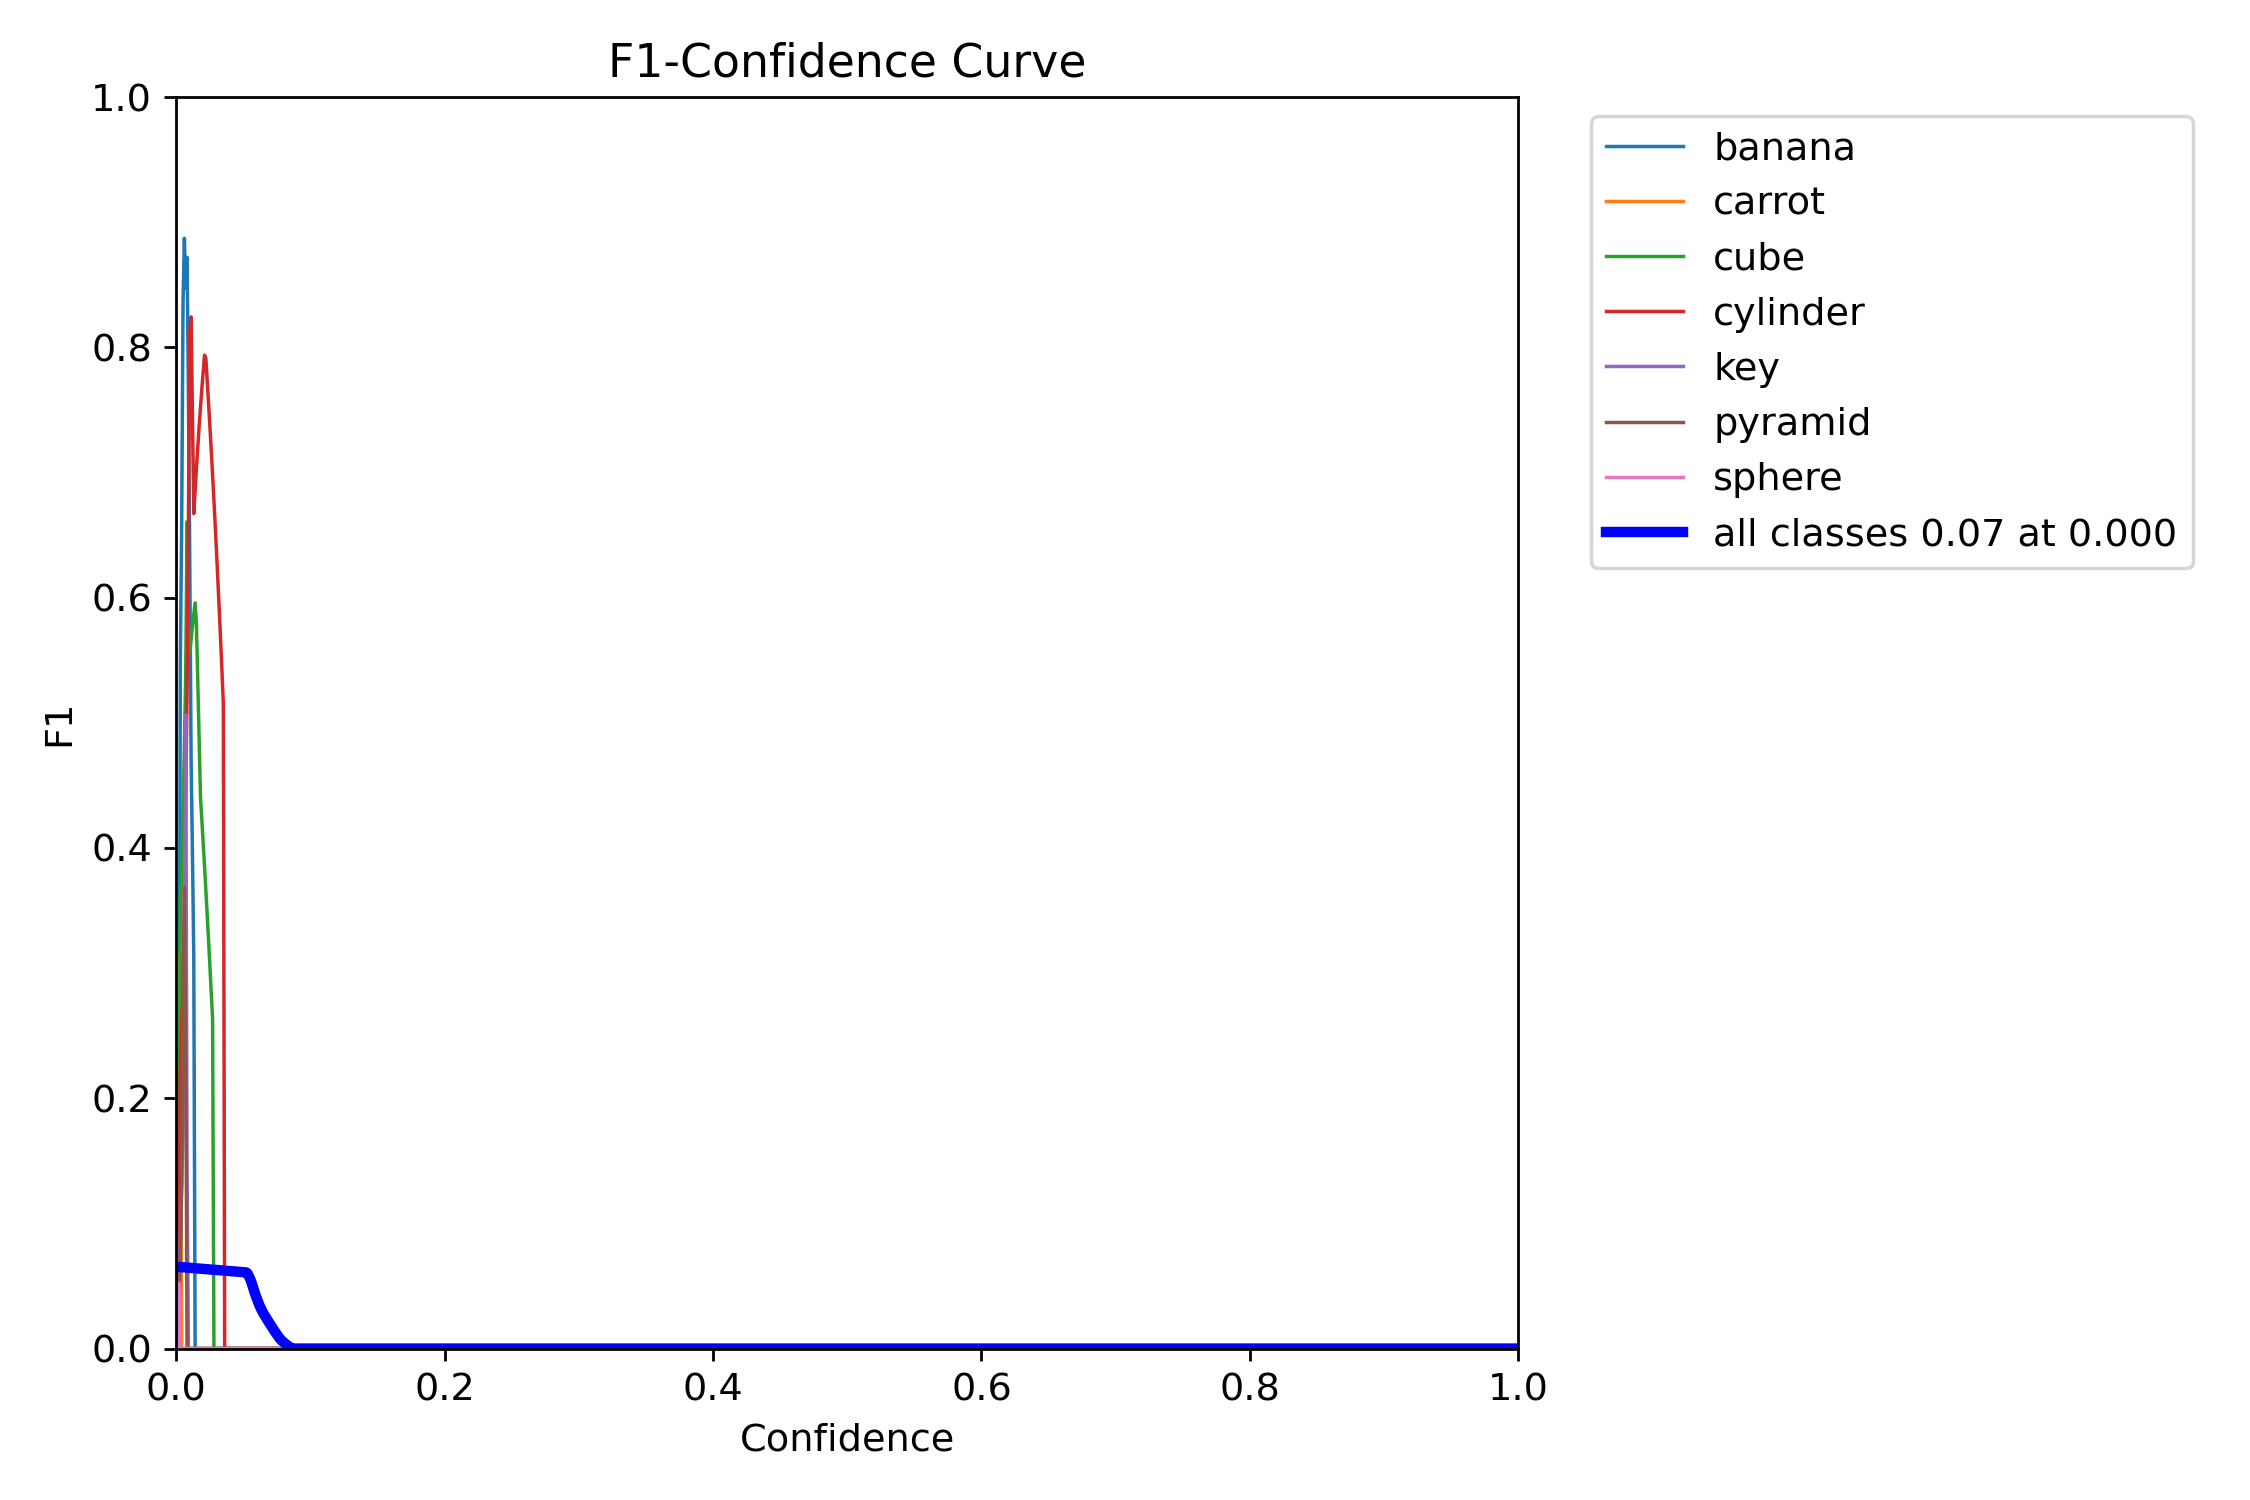 F1-Confidence Curve
1.0
0.8
0.6
0.4
0.2
0.0
F1
0.0 0.2 0.4 0.6 0.8 1.0
Confidence
banana
carrot
cube
cylinder
key
pyramid
sphere
all classes 0.07 at 0.000